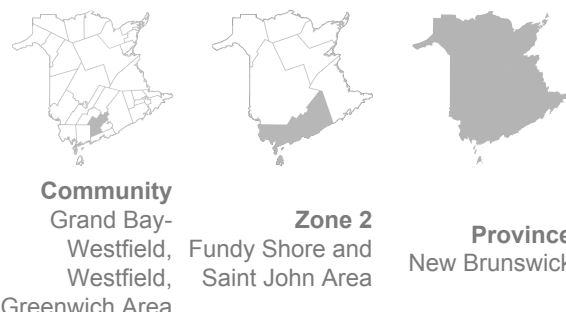 Community
Grand Bay-
Westfield,
Westfield,
Greenwich Area
Zone 2
Fundy Shore and
Saint John Area
Province
New Brunswick